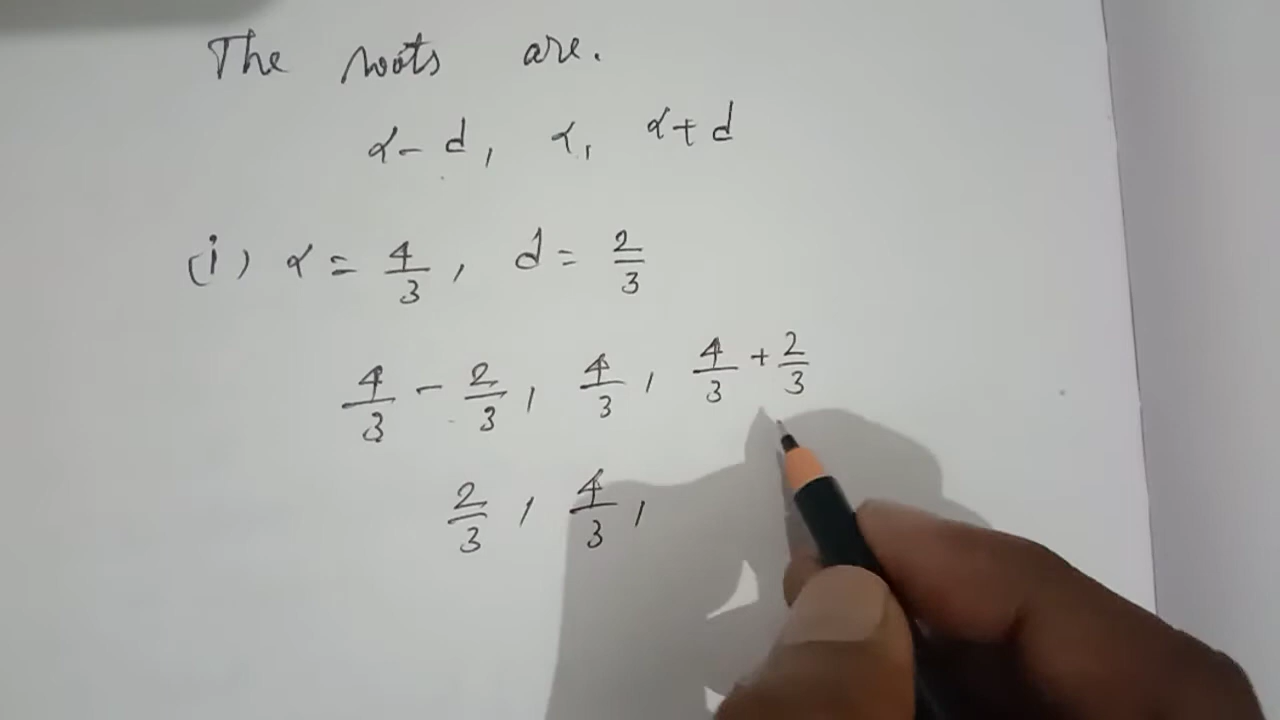 The roots are.
α - d, α, α + d
(i) α = 4/3, d = 2/3
4/3 - 2/3, 4/3, 4/3 + 2/3
2/3, 4/3,